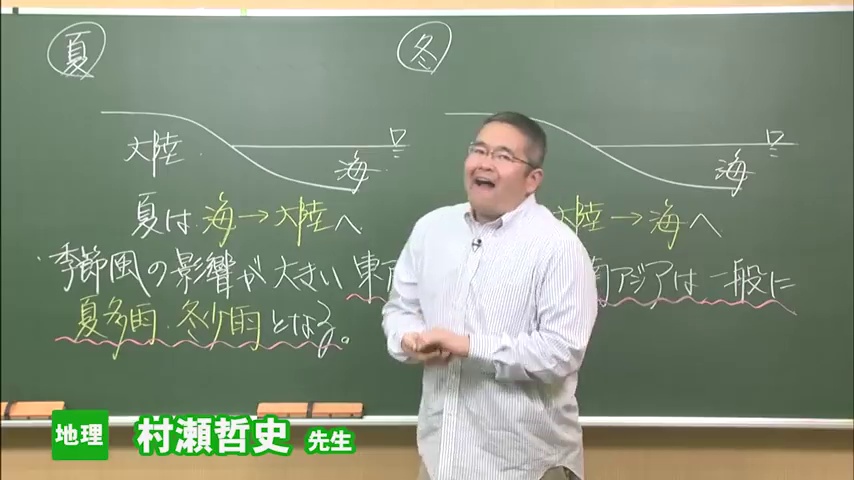 夏
冬
大陸
海
海
夏は海→大陸へ
大陸→海へ
季節風の影響が大きい東
南アジアは一般に
夏多雨・冬少雨となる。
地理 村瀬哲史 先生